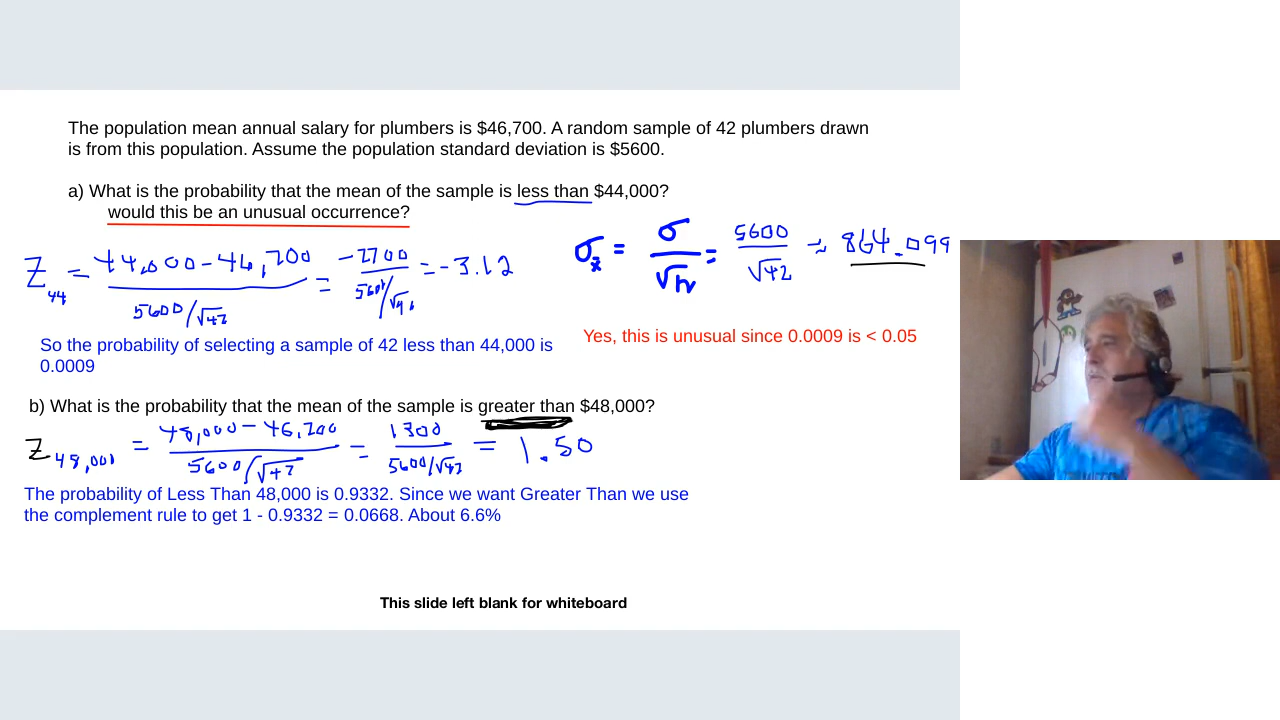 The population mean annual salary for plumbers is $46,700. A random sample of 42 plumbers drawn
is from this population. Assume the population standard deviation is $5600.
a) What is the probability that the mean of the sample is less than $44,000?
would this be an unusual occurrence?
Z44 = 44,000-46,700 / 5600/√42 = -2700 / 5600/√42 = -3.12
σx̄ = σ/√n = 5600/√42 ≈ 864.099
So the probability of selecting a sample of 42 less than 44,000 is
0.0009
Yes, this is unusual since 0.0009 is < 0.05
b) What is the probability that the mean of the sample is greater than $48,000?
Z48,000 = 48,000-46,700 / 5600/√42 = 1300 / 5600/√42 = 1.50
The probability of Less Than 48,000 is 0.9332. Since we want Greater Than we use
the complement rule to get 1 - 0.9332 = 0.0668. About 6.6%
This slide left blank for whiteboard